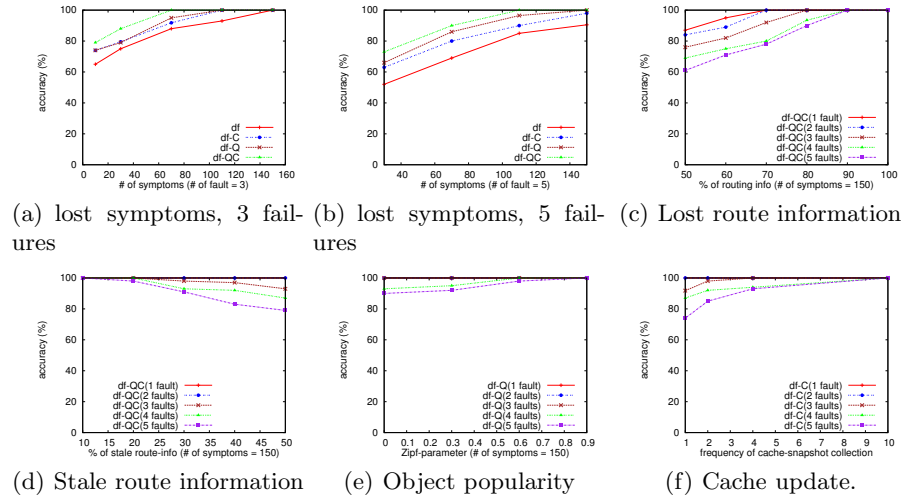 100
80
60
40
20
0
accuracy (%)
df
df-C
df-Q
df-QC
0 20 40 60 80 100 120 140 160
# of symptoms (# of fault = 3)
(a) lost symptoms, 3 fail-
ures
100
80
60
40
20
0
accuracy (%)
df
df-C
df-Q
df-QC
40 60 80 100 120 140
# of symptoms (# of fault = 5)
(b) lost symptoms, 5 fail-
ures
100
80
60
40
20
0
accuracy (%)
df-QC(1 fault)
df-QC(2 faults)
df-QC(3 faults)
df-QC(4 faults)
df-QC(5 faults)
50 60 70 80 90 100
% of routing info (# of symptoms = 150)
(c) Lost route information
100
80
60
40
20
0
accuracy (%)
df-QC(1 fault)
df-QC(2 faults)
df-QC(3 faults)
df-QC(4 faults)
df-QC(5 faults)
10 15 20 25 30 35 40 45 50
% of stale route-info (# of symptoms = 150)
(d) Stale route information
100
80
60
40
20
0
accuracy (%)
df-Q(1 fault)
df-Q(2 faults)
df-Q(3 faults)
df-Q(4 faults)
df-Q(5 faults)
0 0.1 0.2 0.3 0.4 0.5 0.6 0.7 0.8 0.9
Zipf-parameter (# of symptoms = 150)
(e) Object popularity
100
80
60
40
20
0
accuracy (%)
df-C(1 fault)
df-C(2 faults)
df-C(3 faults)
df-C(4 faults)
df-C(5 faults)
1 2 3 4 5 6 7 8 9 10
frequency of cache-snapshot collection
(f) Cache update.